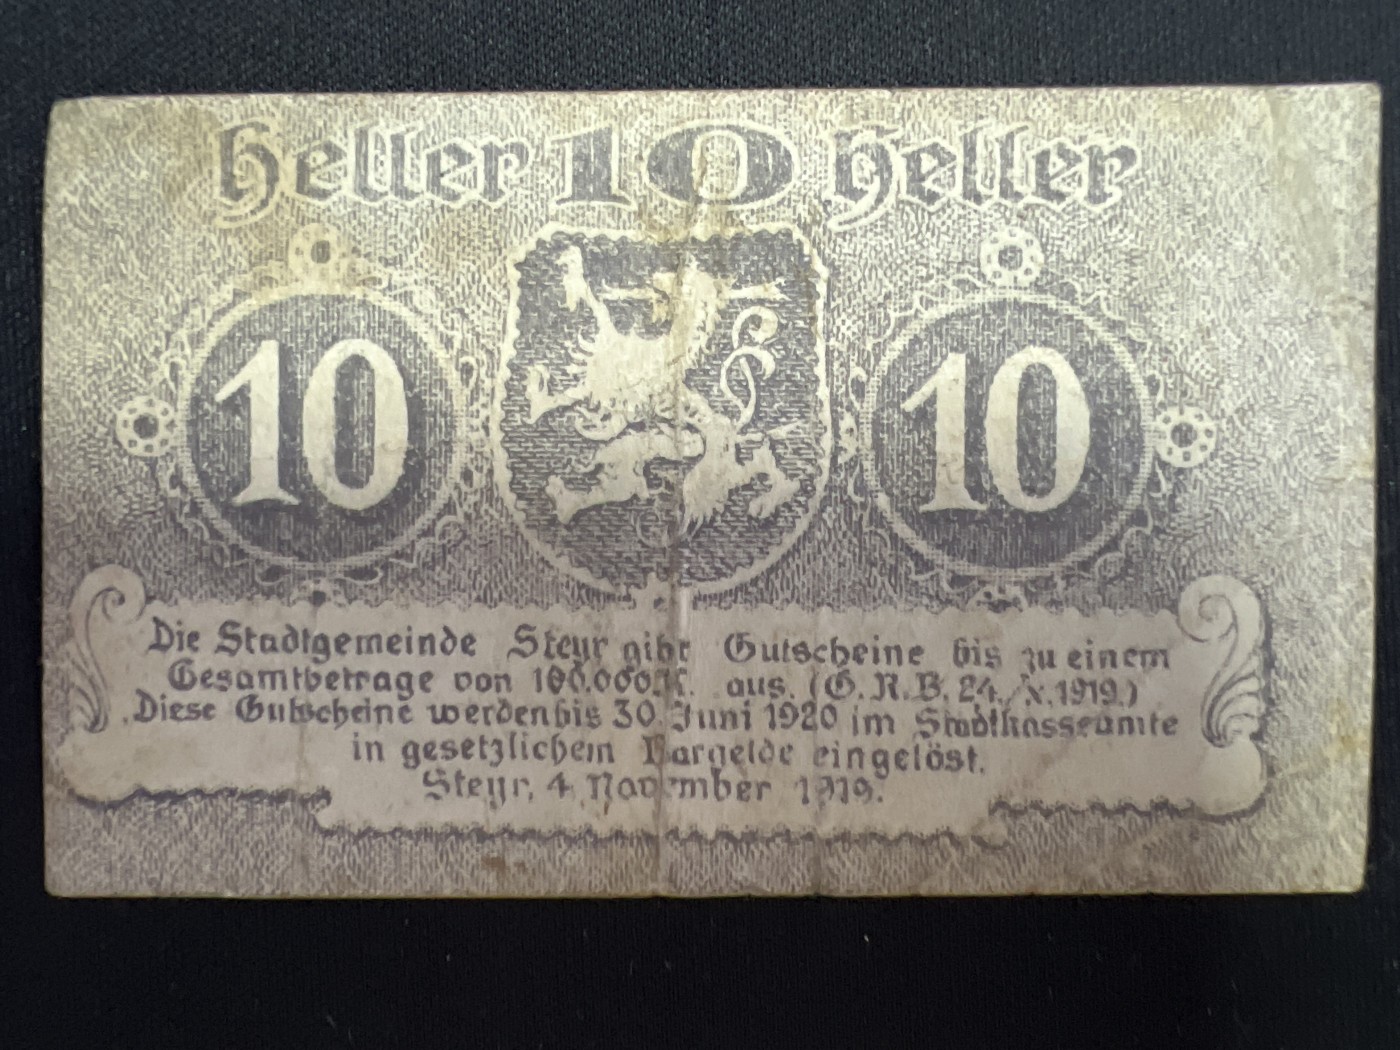 Heller 10 Heller
10
10
Die Stadtgemeinde Steyr gibt Gutscheine bis zu einem
Gesamtbetrage von 100.000 K. aus. (G. R. B. 24. /X. 1919.)
Diese Gutscheine werden bis 30. Juni 1920 im Stadtkasseamte
in gesetzlichem Bargelde eingelöst.
Steyr, 4. November 1919.